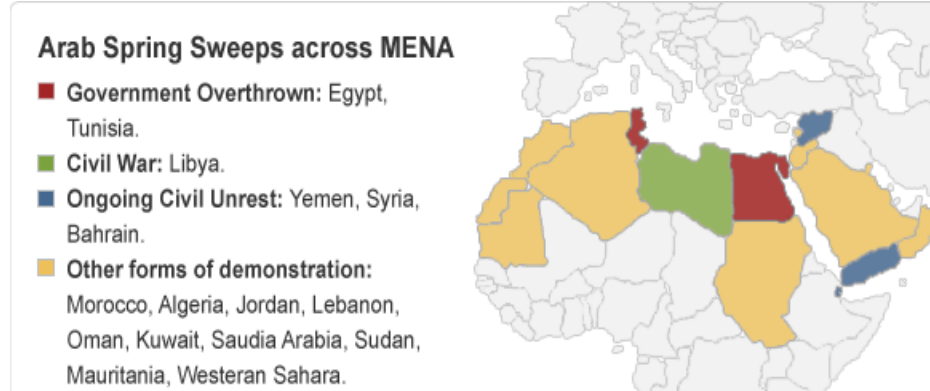 Arab Spring Sweeps across MENA
Government Overthrown: Egypt,
Tunisia.
Civil War: Libya.
Ongoing Civil Unrest: Yemen, Syria,
Bahrain.
Other forms of demonstration:
Morocco, Algeria, Jordan, Lebanon,
Oman, Kuwait, Saudia Arabia, Sudan,
Mauritania, Westeran Sahara.